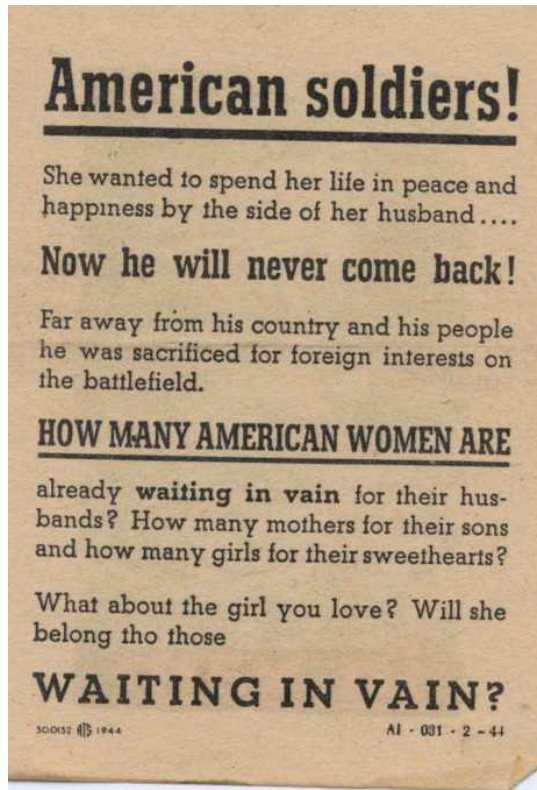 American soldiers!
She wanted to spend her life in peace and
happiness by the side of her husband....
Now he will never come back!
Far away from his country and his people
he was sacrificed for foreign interests on
the battlefield.
HOW MANY AMERICAN WOMEN ARE
already waiting in vain for their hus-
bands? How many mothers for their sons
and how many girls for their sweethearts?
What about the girl you love? Will she
belong tho those
WAITING IN VAIN?
1944 AI - 031 - 2 - 44